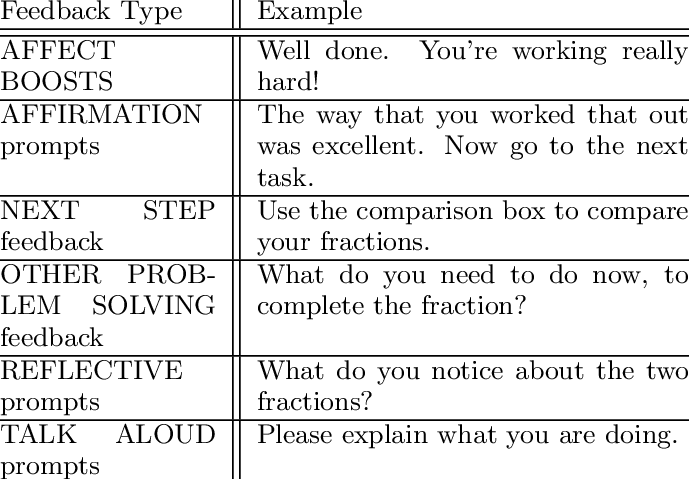 Feedback Type Example
AFFECT Well done. You're working really
BOOSTS hard!
AFFIRMATION The way that you worked that out
prompts was excellent. Now go to the next
task.
NEXT STEP Use the comparison box to compare
feedback your fractions.
OTHER PROB- What do you need to do now, to
LEM SOLVING complete the fraction?
feedback
REFLECTIVE What do you notice about the two
prompts fractions?
TALK ALOUD Please explain what you are doing.
prompts